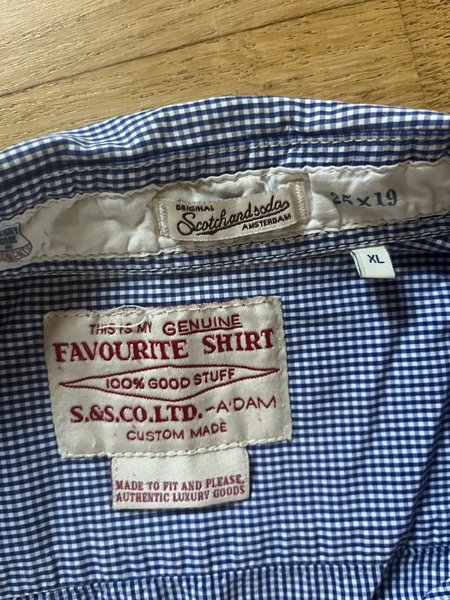 ORIGINAL
Scotch and soda
AMSTERDAM
25 x 19
XL
THIS IS MY GENUINE
FAVOURITE SHIRT
100% GOOD STUFF
S.&S.CO.LTD.-A'DAM
CUSTOM MADE
MADE TO FIT AND PLEASE,
AUTHENTIC LUXURY GOODS